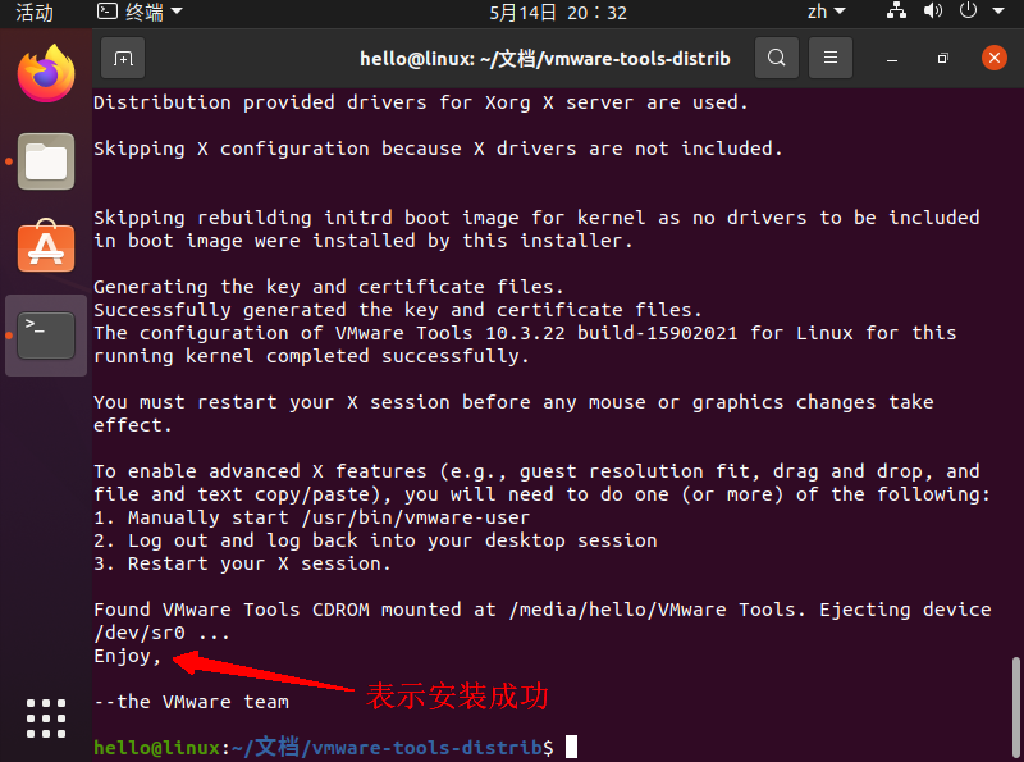 活动 终端 5月14日 20：32 zh
hello@linux: ~/文档/vmware-tools-distrib
Distribution provided drivers for Xorg X server are used.
Skipping X configuration because X drivers are not included.
Skipping rebuilding initrd boot image for kernel as no drivers to be included
in boot image were installed by this installer.
Generating the key and certificate files.
Successfully generated the key and certificate files.
The configuration of VMware Tools 10.3.22 build-15902021 for Linux for this
running kernel completed successfully.
You must restart your X session before any mouse or graphics changes take
effect.
To enable advanced X features (e.g., guest resolution fit, drag and drop, and
file and text copy/paste), you will need to do one (or more) of the following:
1. Manually start /usr/bin/vmware-user
2. Log out and log back into your desktop session
3. Restart your X session.
Found VMware Tools CDROM mounted at /media/hello/VMware Tools. Ejecting device
/dev/sr0 ...
Enjoy,
表示安装成功
--the VMware team
hello@linux:~/文档/vmware-tools-distrib$